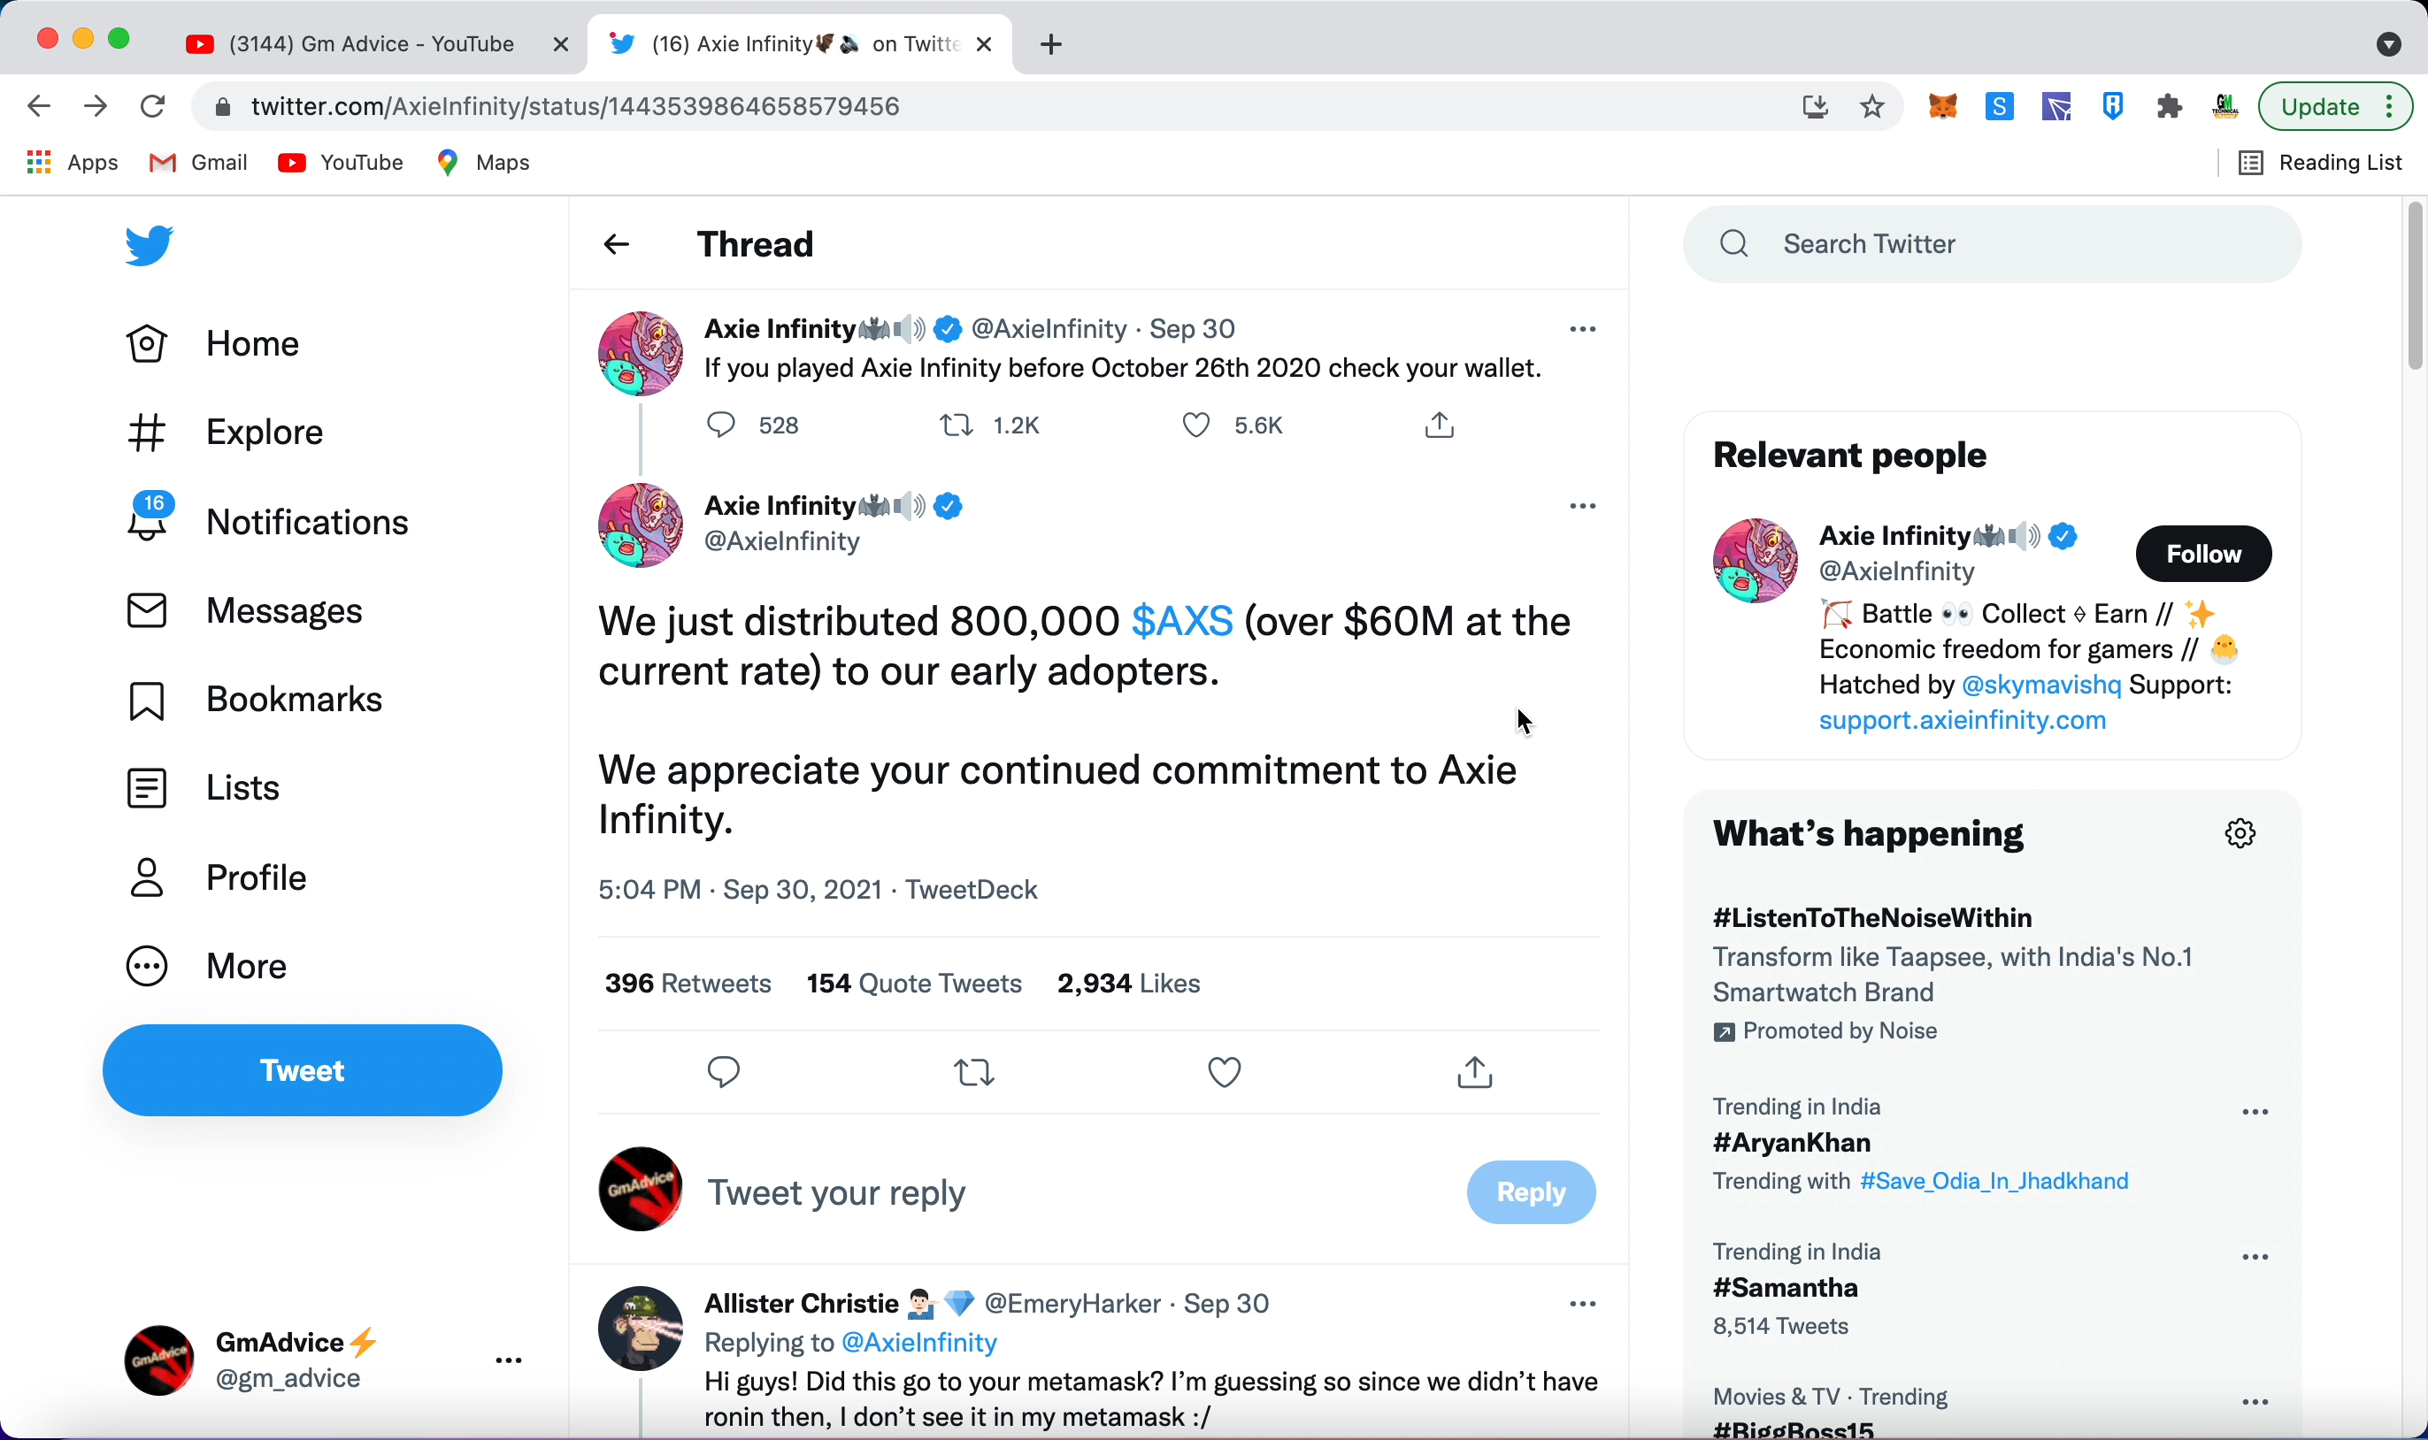 (3144) Gm Advice - YouTube
(16) Axie Infinity🦇🔊 on Twitte
twitter.com/AxieInfinity/status/1443539864658579456
Update
Apps
Gmail
YouTube
Maps
Reading List
Home
Explore
16
Notifications
Messages
Bookmarks
Lists
Profile
More
Tweet
GmAdvice⚡
@gm_advice
Thread
Axie Infinity🦇🔊 @AxieInfinity · Sep 30
If you played Axie Infinity before October 26th 2020 check your wallet.
528 1.2K 5.6K
Axie Infinity🦇🔊
@AxieInfinity
We just distributed 800,000 $AXS (over $60M at the
current rate) to our early adopters.
We appreciate your continued commitment to Axie
Infinity.
5:04 PM · Sep 30, 2021 · TweetDeck
396 Retweets 154 Quote Tweets 2,934 Likes
GmAdvice
Tweet your reply
Reply
Allister Christie 💁🏻‍♂️💎 @EmeryHarker · Sep 30
Replying to @AxieInfinity
Hi guys! Did this go to your metamask? I'm guessing so since we didn't have
ronin then, I don't see it in my metamask :/
Search Twitter
Relevant people
Axie Infinity🦇🔊
@AxieInfinity
Follow
🏹 Battle 👀 Collect ⬨ Earn // ✨
Economic freedom for gamers // 🐣
Hatched by @skymavishq Support:
support.axieinfinity.com
What's happening
#ListenToTheNoiseWithin
Transform like Taapsee, with India's No.1
Smartwatch Brand
Promoted by Noise
Trending in India
#AryanKhan
Trending with #Save_Odia_In_Jhadkhand
Trending in India
#Samantha
8,514 Tweets
Movies & TV · Trending
#BiggBoss15